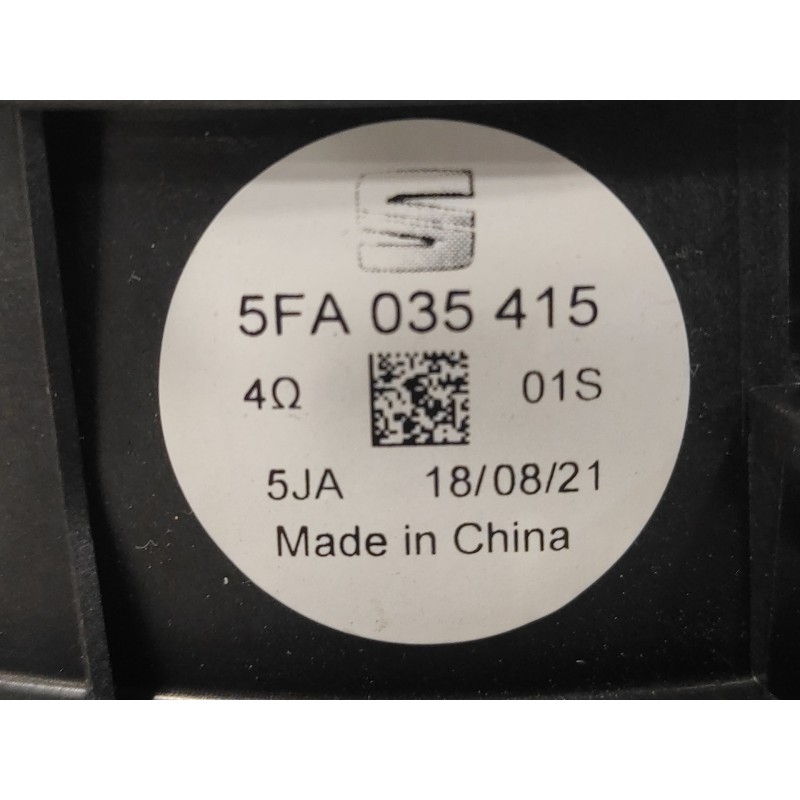 5FA 035 415
4Ω 01S
5JA 18/08/21
Made in China